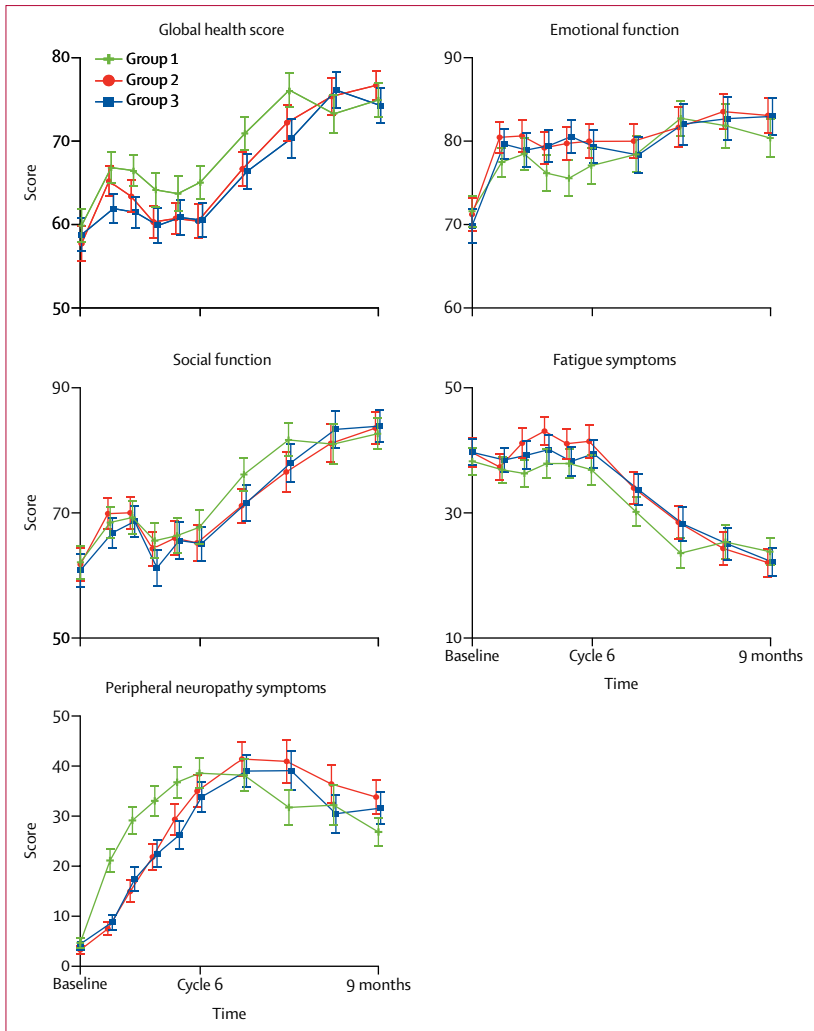 Global health score
80
70
60
50
Score
Group 1
Group 2
Group 3
Emotional function
90
80
70
60
Social function
90
70
50
Score
Fatigue symptoms
50
30
10
Baseline
Cycle 6
9 months
Time
Peripheral neuropathy symptoms
50
40
30
20
10
0
Score
Baseline
Cycle 6
9 months
Time